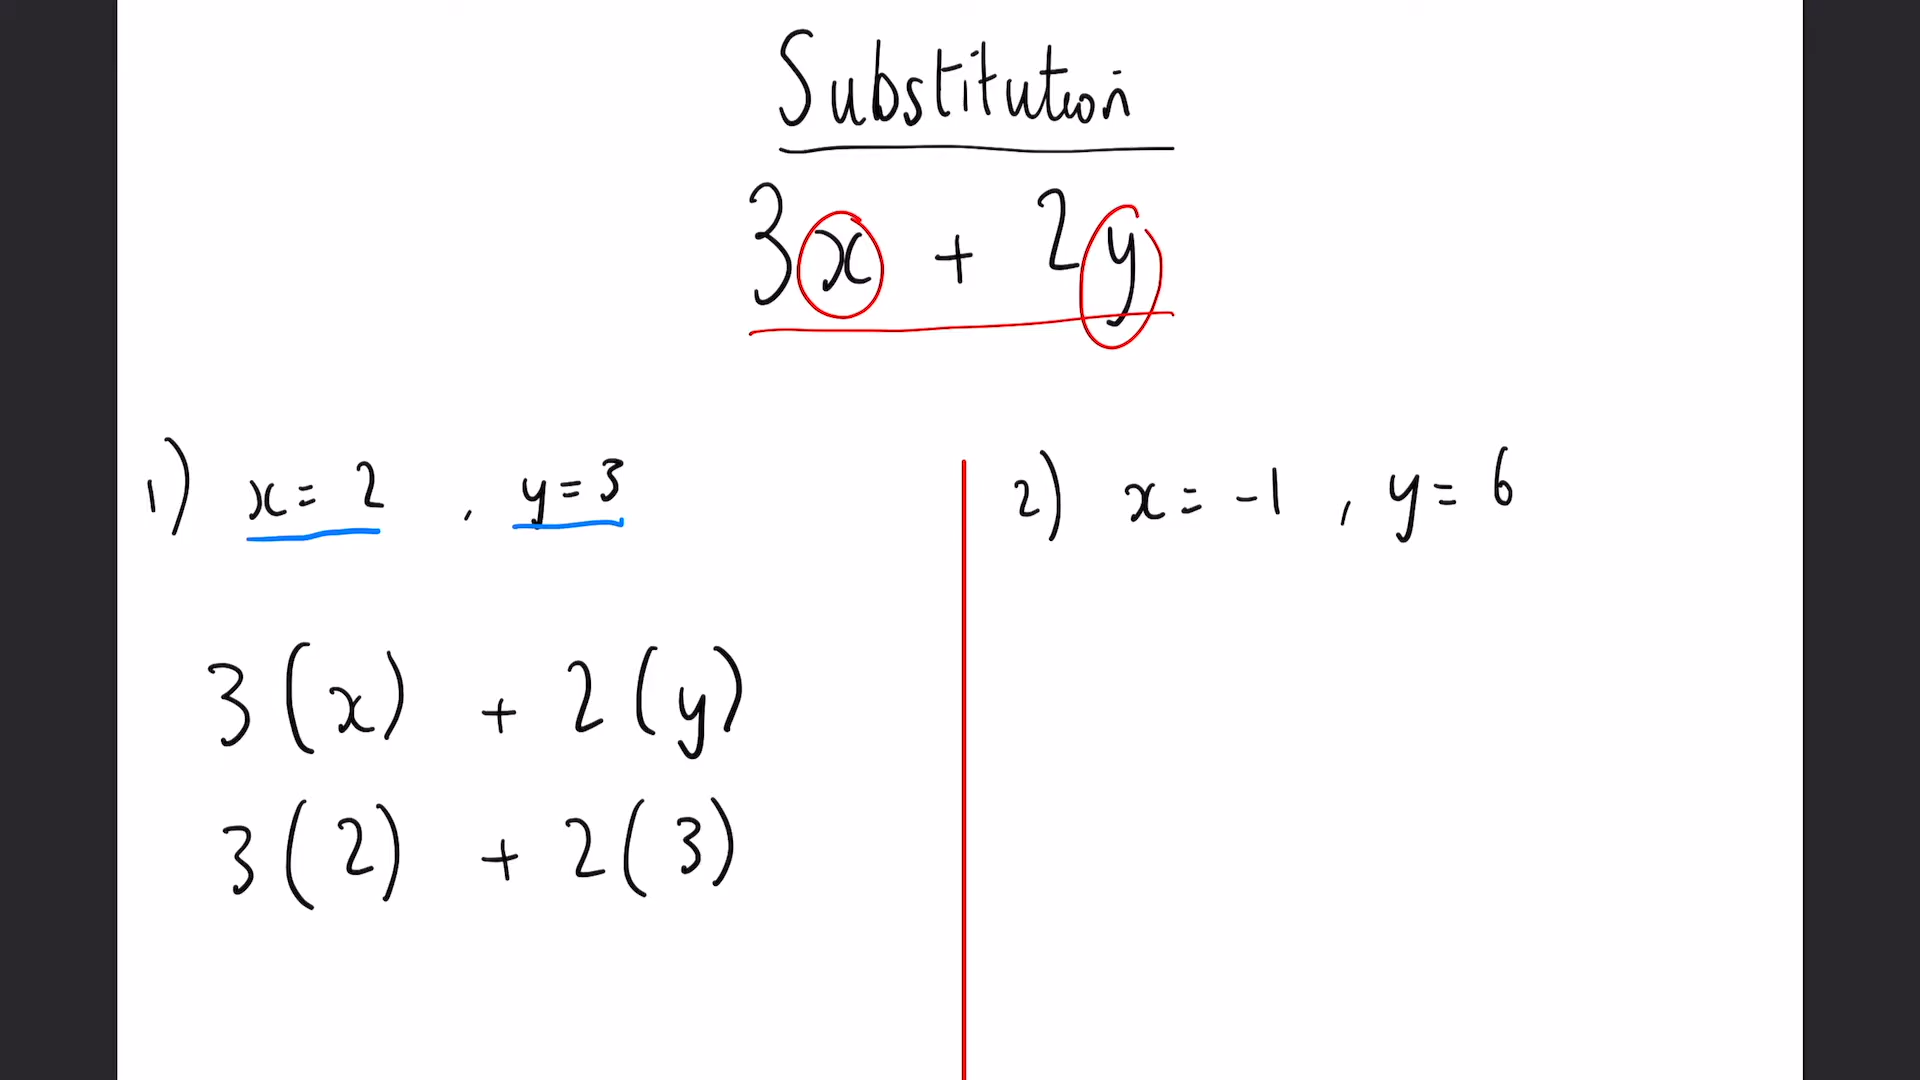 Substitution
3x + 2y
1) x = 2 , y = 3
3(x) + 2(y)
3(2) + 2(3)
2) x = -1 , y = 6